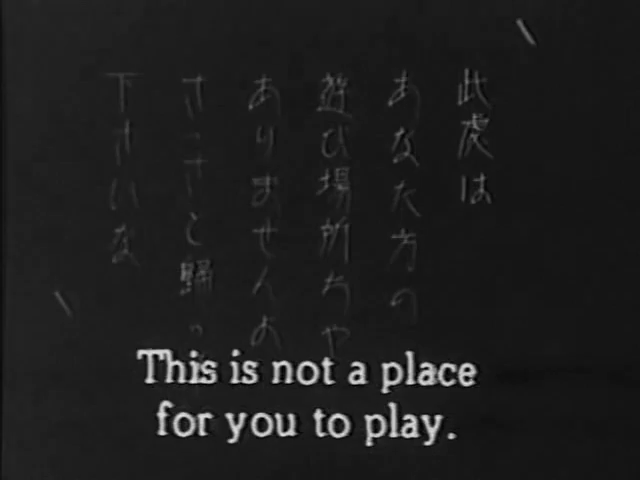 此處は
あなた方の
遊び場所ぢや
ありませんよ
さっさと歸っ
下さいな
This is not a place
for you to play.